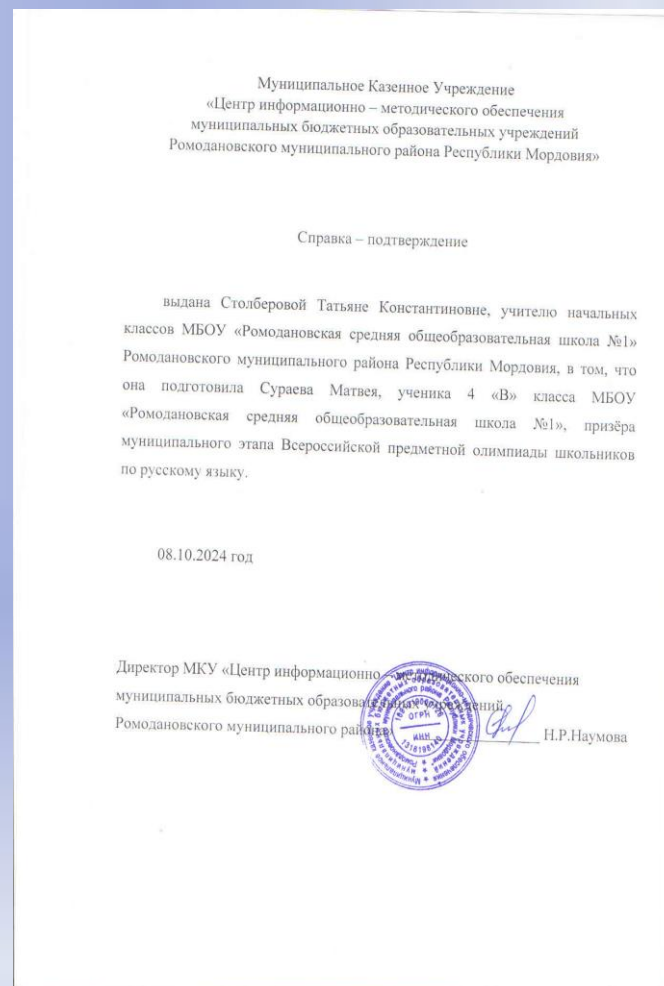 Муниципальное Казенное Учреждение
«Центр информационно – методического обеспечения
муниципальных бюджетных образовательных учреждений
Ромодановского муниципального района Республики Мордовия»
Справка – подтверждение
выдана Столберовой Татьяне Константиновне, учителю начальных
классов МБОУ «Ромодановская средняя общеобразовательная школа №1»
Ромодановского муниципального района Республики Мордовия, в том, что
она подготовила Сураева Матвея, ученика 4 «В» класса МБОУ
«Ромодановская средняя общеобразовательная школа №1», призёра
муниципального этапа Всероссийской предметной олимпиады школьников
по русскому языку.
08.10.2024 год
Директор МКУ «Центр информационно – методического обеспечения
муниципальных бюджетных образовательных учреждений
Ромодановского муниципального района» Н.Р.Наумова
ОГРН
ИНН